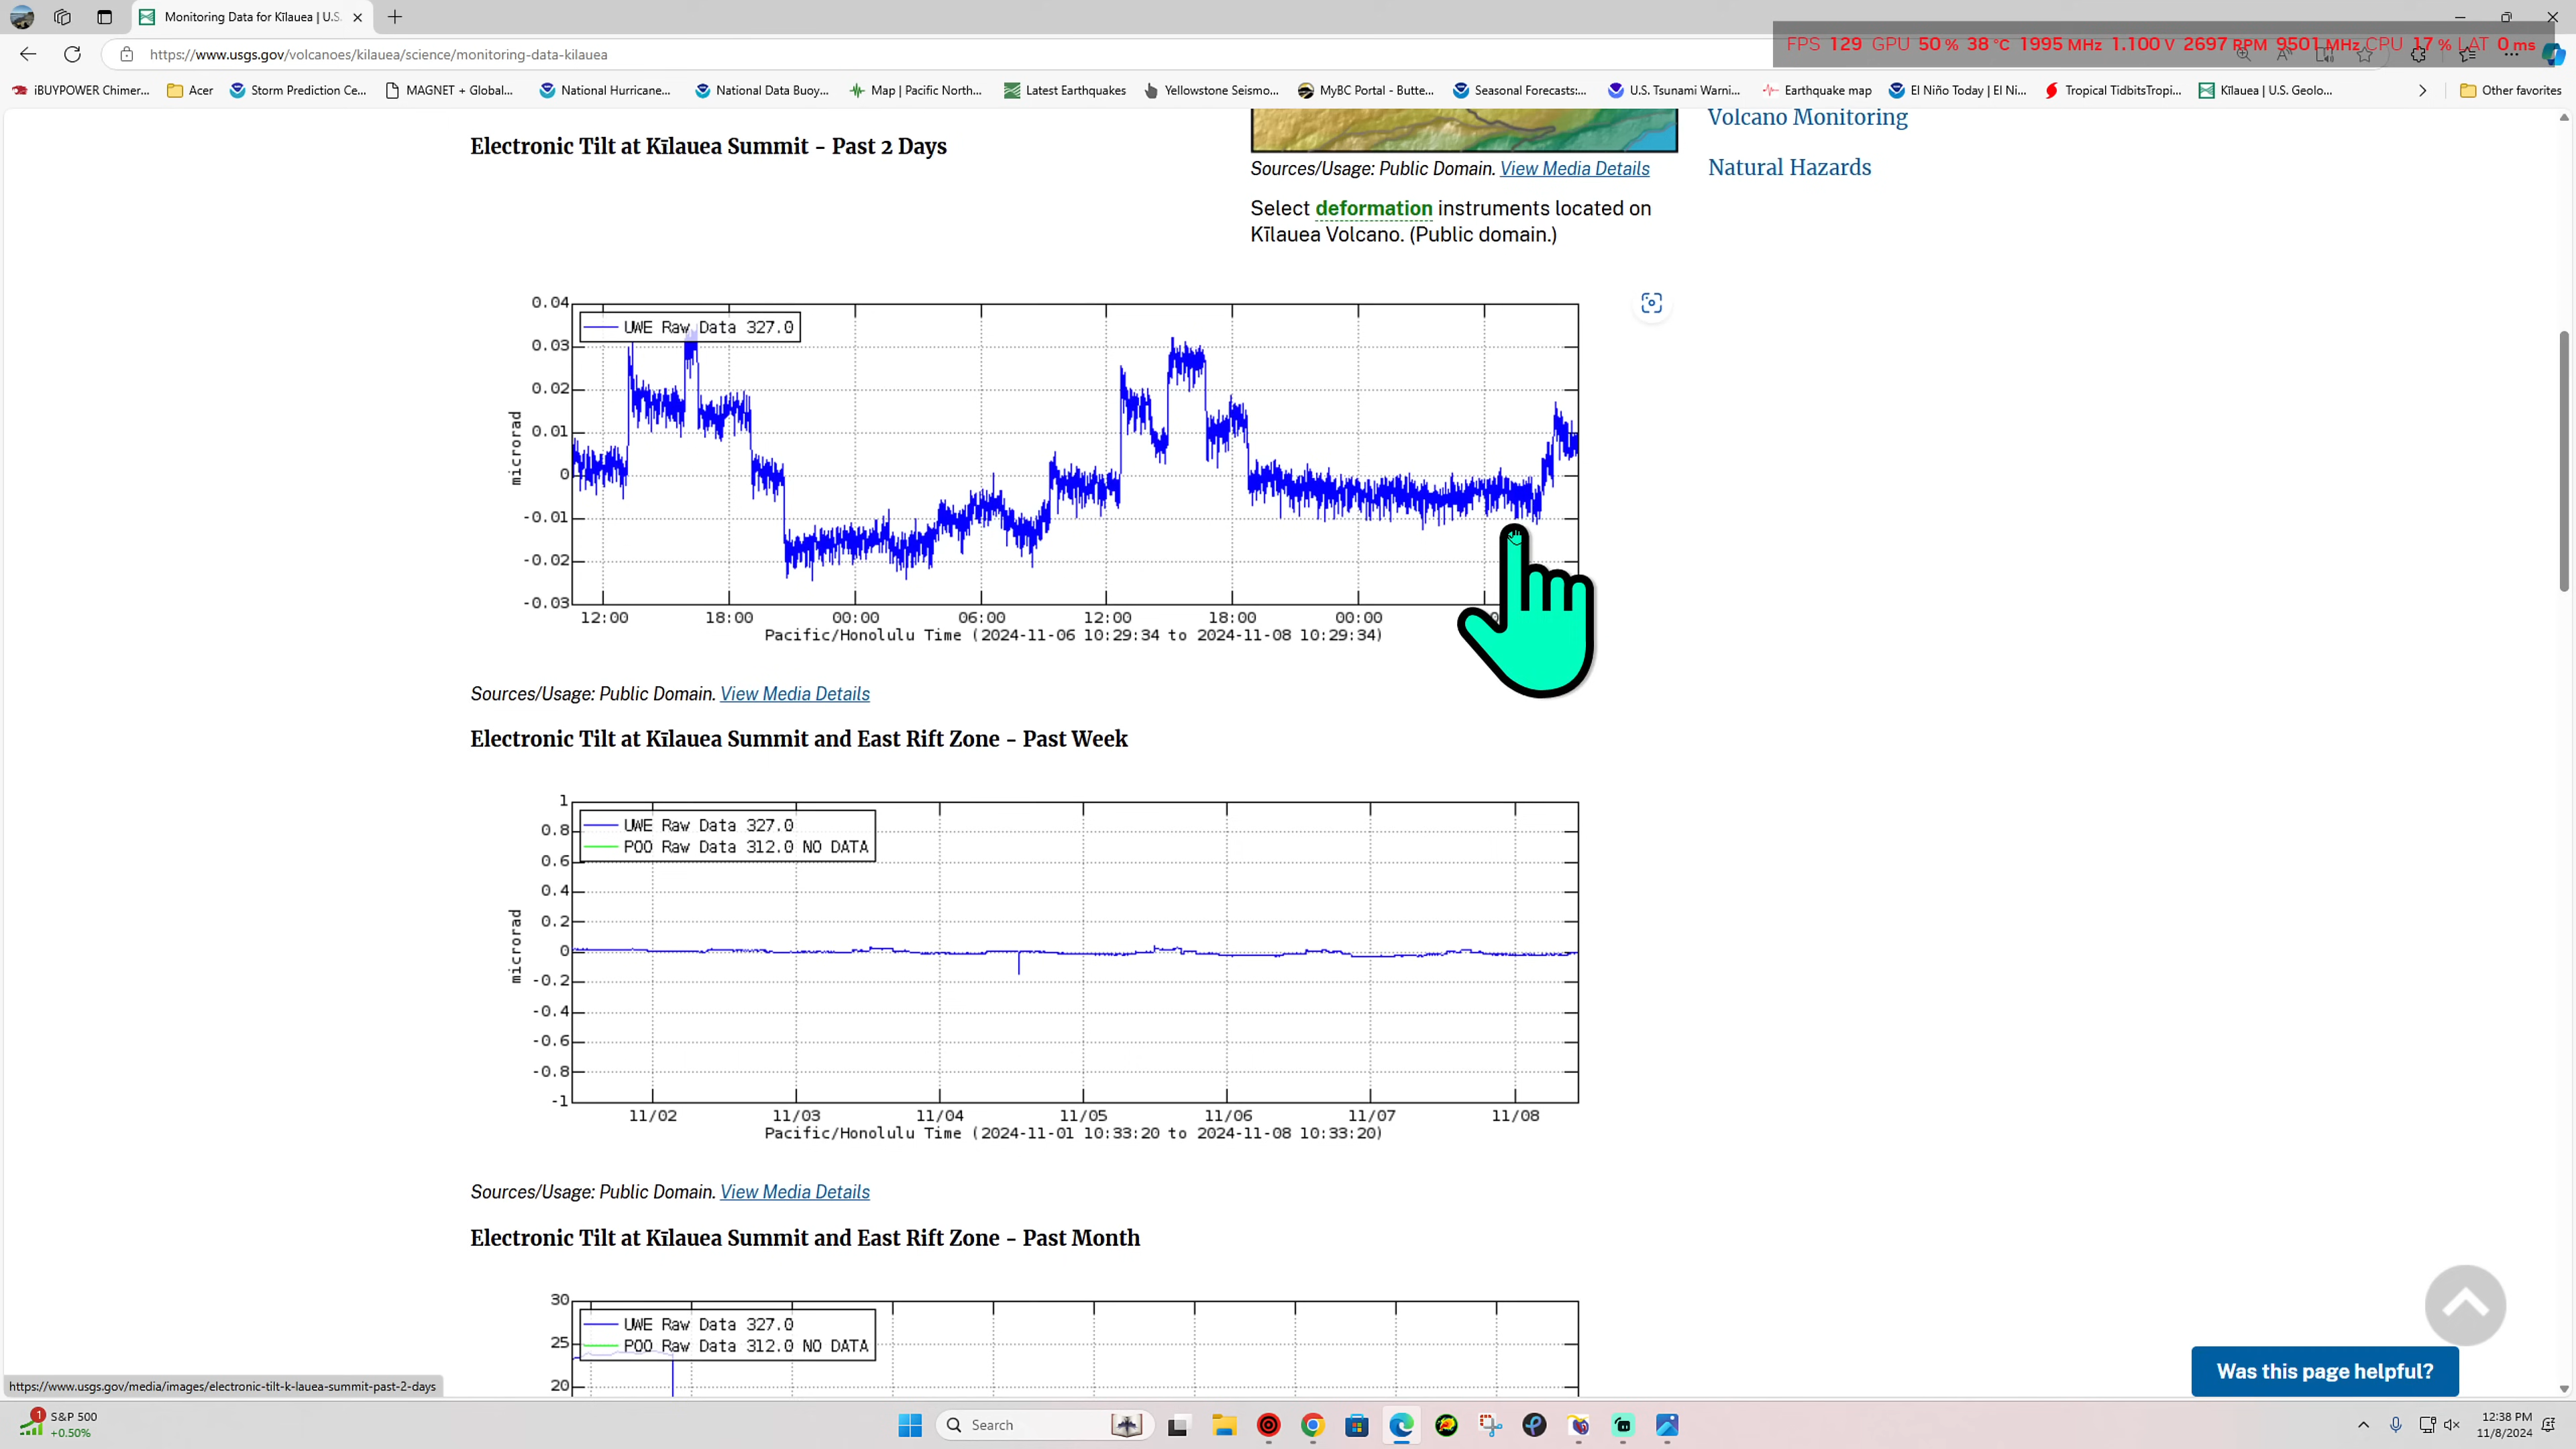 Monitoring Data for Kīlauea | U.S.
https://www.usgs.gov/volcanoes/kilauea/science/monitoring-data-kilauea
FPS 129 GPU 50 % 38 °C 1995 MHz 1.100 V 2697 RPM 9501 MHz CPU 17 % LAT 0 ms
iBUYPOWER Chimer...
Acer
Storm Prediction Ce...
MAGNET + Global...
National Hurricane...
National Data Buoy...
Map | Pacific North...
Latest Earthquakes
Yellowstone Seismo...
MyBC Portal - Butte...
Seasonal Forecasts:...
U.S. Tsunami Warni...
Earthquake map
El Niño Today | El Ni...
Tropical TidbitsTropi...
Kīlauea | U.S. Geolo...
Other favorites
Volcano Monitoring
Natural Hazards
Electronic Tilt at Kīlauea Summit - Past 2 Days
Sources/Usage: Public Domain. View Media Details
Select deformation instruments located on
Kīlauea Volcano. (Public domain.)
UWE Raw Data 327.0
0.04
0.03
0.02
0.01
0
-0.01
-0.02
-0.03
microrad
12:00 18:00 00:00 06:00 12:00 18:00 00:00
Pacific/Honolulu Time (2024-11-06 10:29:34 to 2024-11-08 10:29:34)
Sources/Usage: Public Domain. View Media Details
Electronic Tilt at Kīlauea Summit and East Rift Zone - Past Week
UWE Raw Data 327.0
POO Raw Data 312.0 NO DATA
1
0.8
0.6
0.4
0.2
0
-0.2
-0.4
-0.6
-0.8
-1
microrad
11/02 11/03 11/04 11/05 11/06 11/07 11/08
Pacific/Honolulu Time (2024-11-01 10:33:20 to 2024-11-08 10:33:20)
Sources/Usage: Public Domain. View Media Details
Electronic Tilt at Kīlauea Summit and East Rift Zone - Past Month
UWE Raw Data 327.0
POO Raw Data 312.0 NO DATA
30
25
20
Was this page helpful?
https://www.usgs.gov/media/images/electronic-tilt-k-lauea-summit-past-2-days
1
S&P 500
+0.50%
Search
12:38 PM
11/8/2024